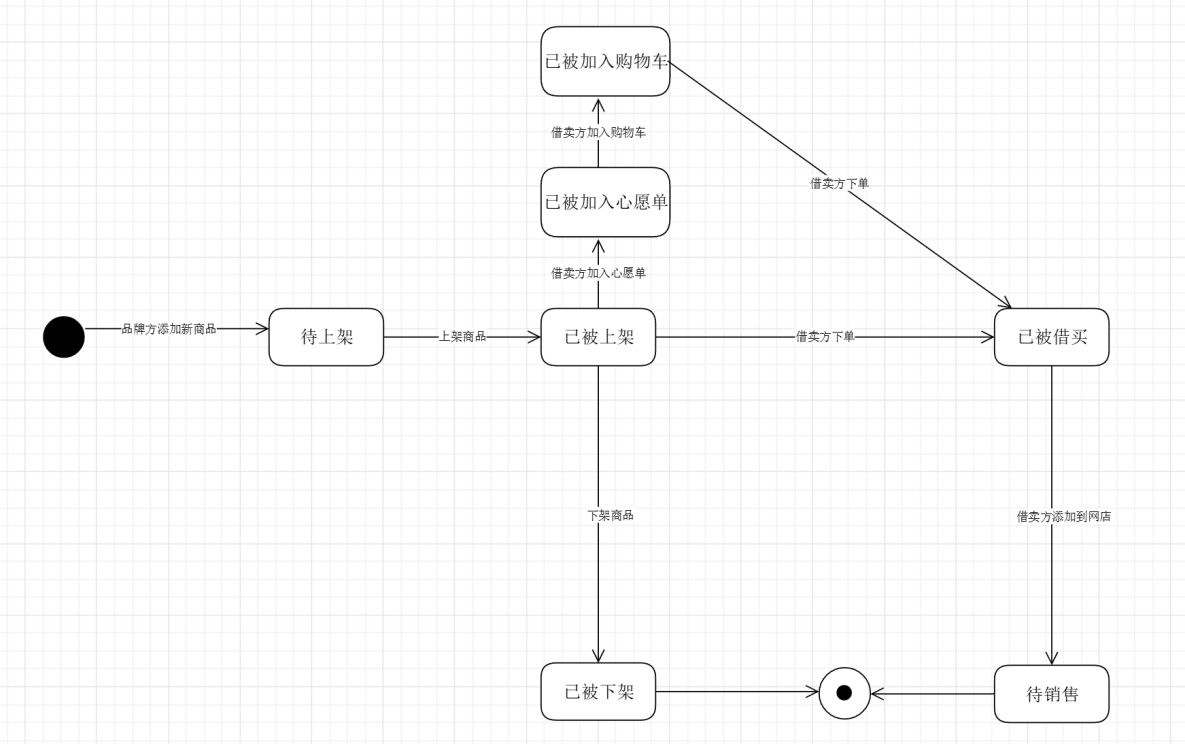 已被加入购物车
借卖方加入购物车
借卖方下单
已被加入心愿单
借卖方加入心愿单
品牌方添加新商品
待上架
上架商品
已被上架
借卖方下单
已被借买
下架商品
借卖方添加到网店
已被下架
待销售